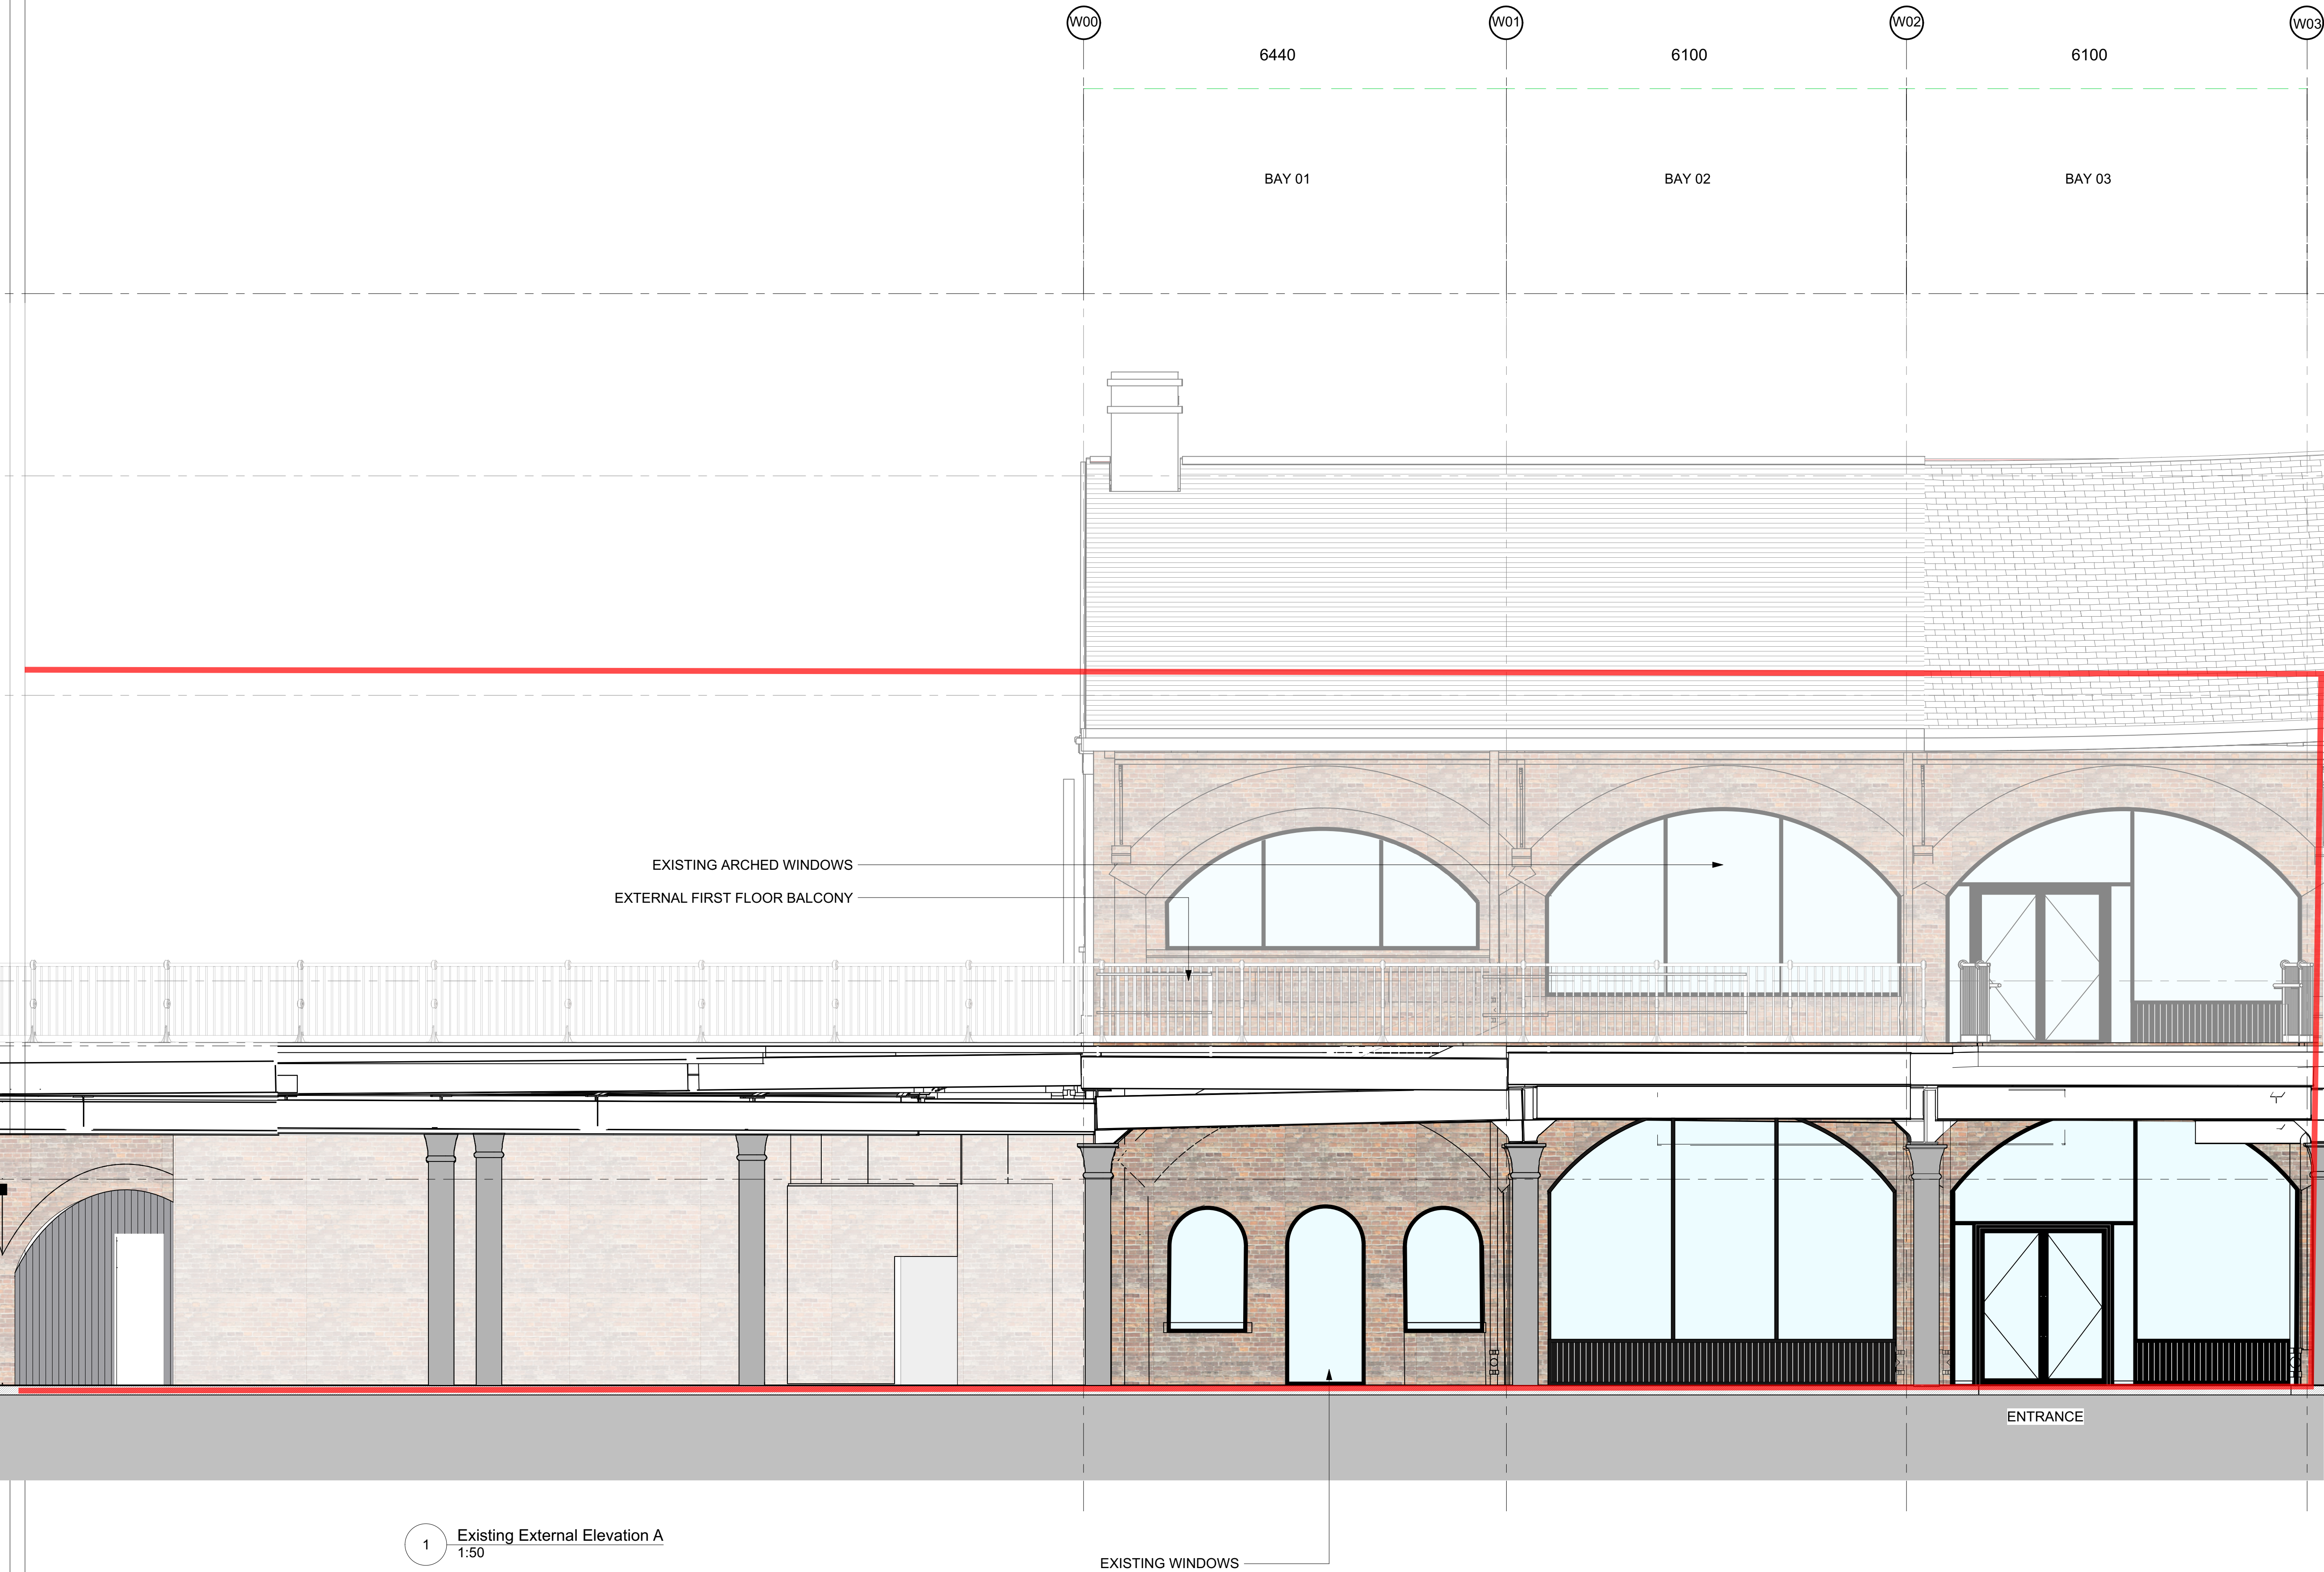 W00
W01
W02
W03
6440
6100
6100
BAY 01
BAY 02
BAY 03
EXISTING ARCHED WINDOWS
EXTERNAL FIRST FLOOR BALCONY
ENTRANCE
1
Existing External Elevation A
1:50
EXISTING WINDOWS